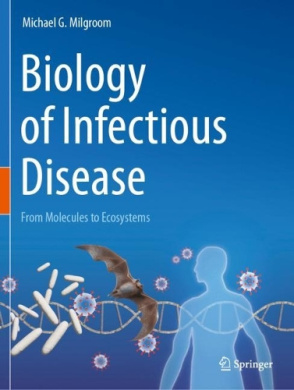 Michael G. Milgroom
Biology
of Infectious
Disease
From Molecules to Ecosystems
Springer